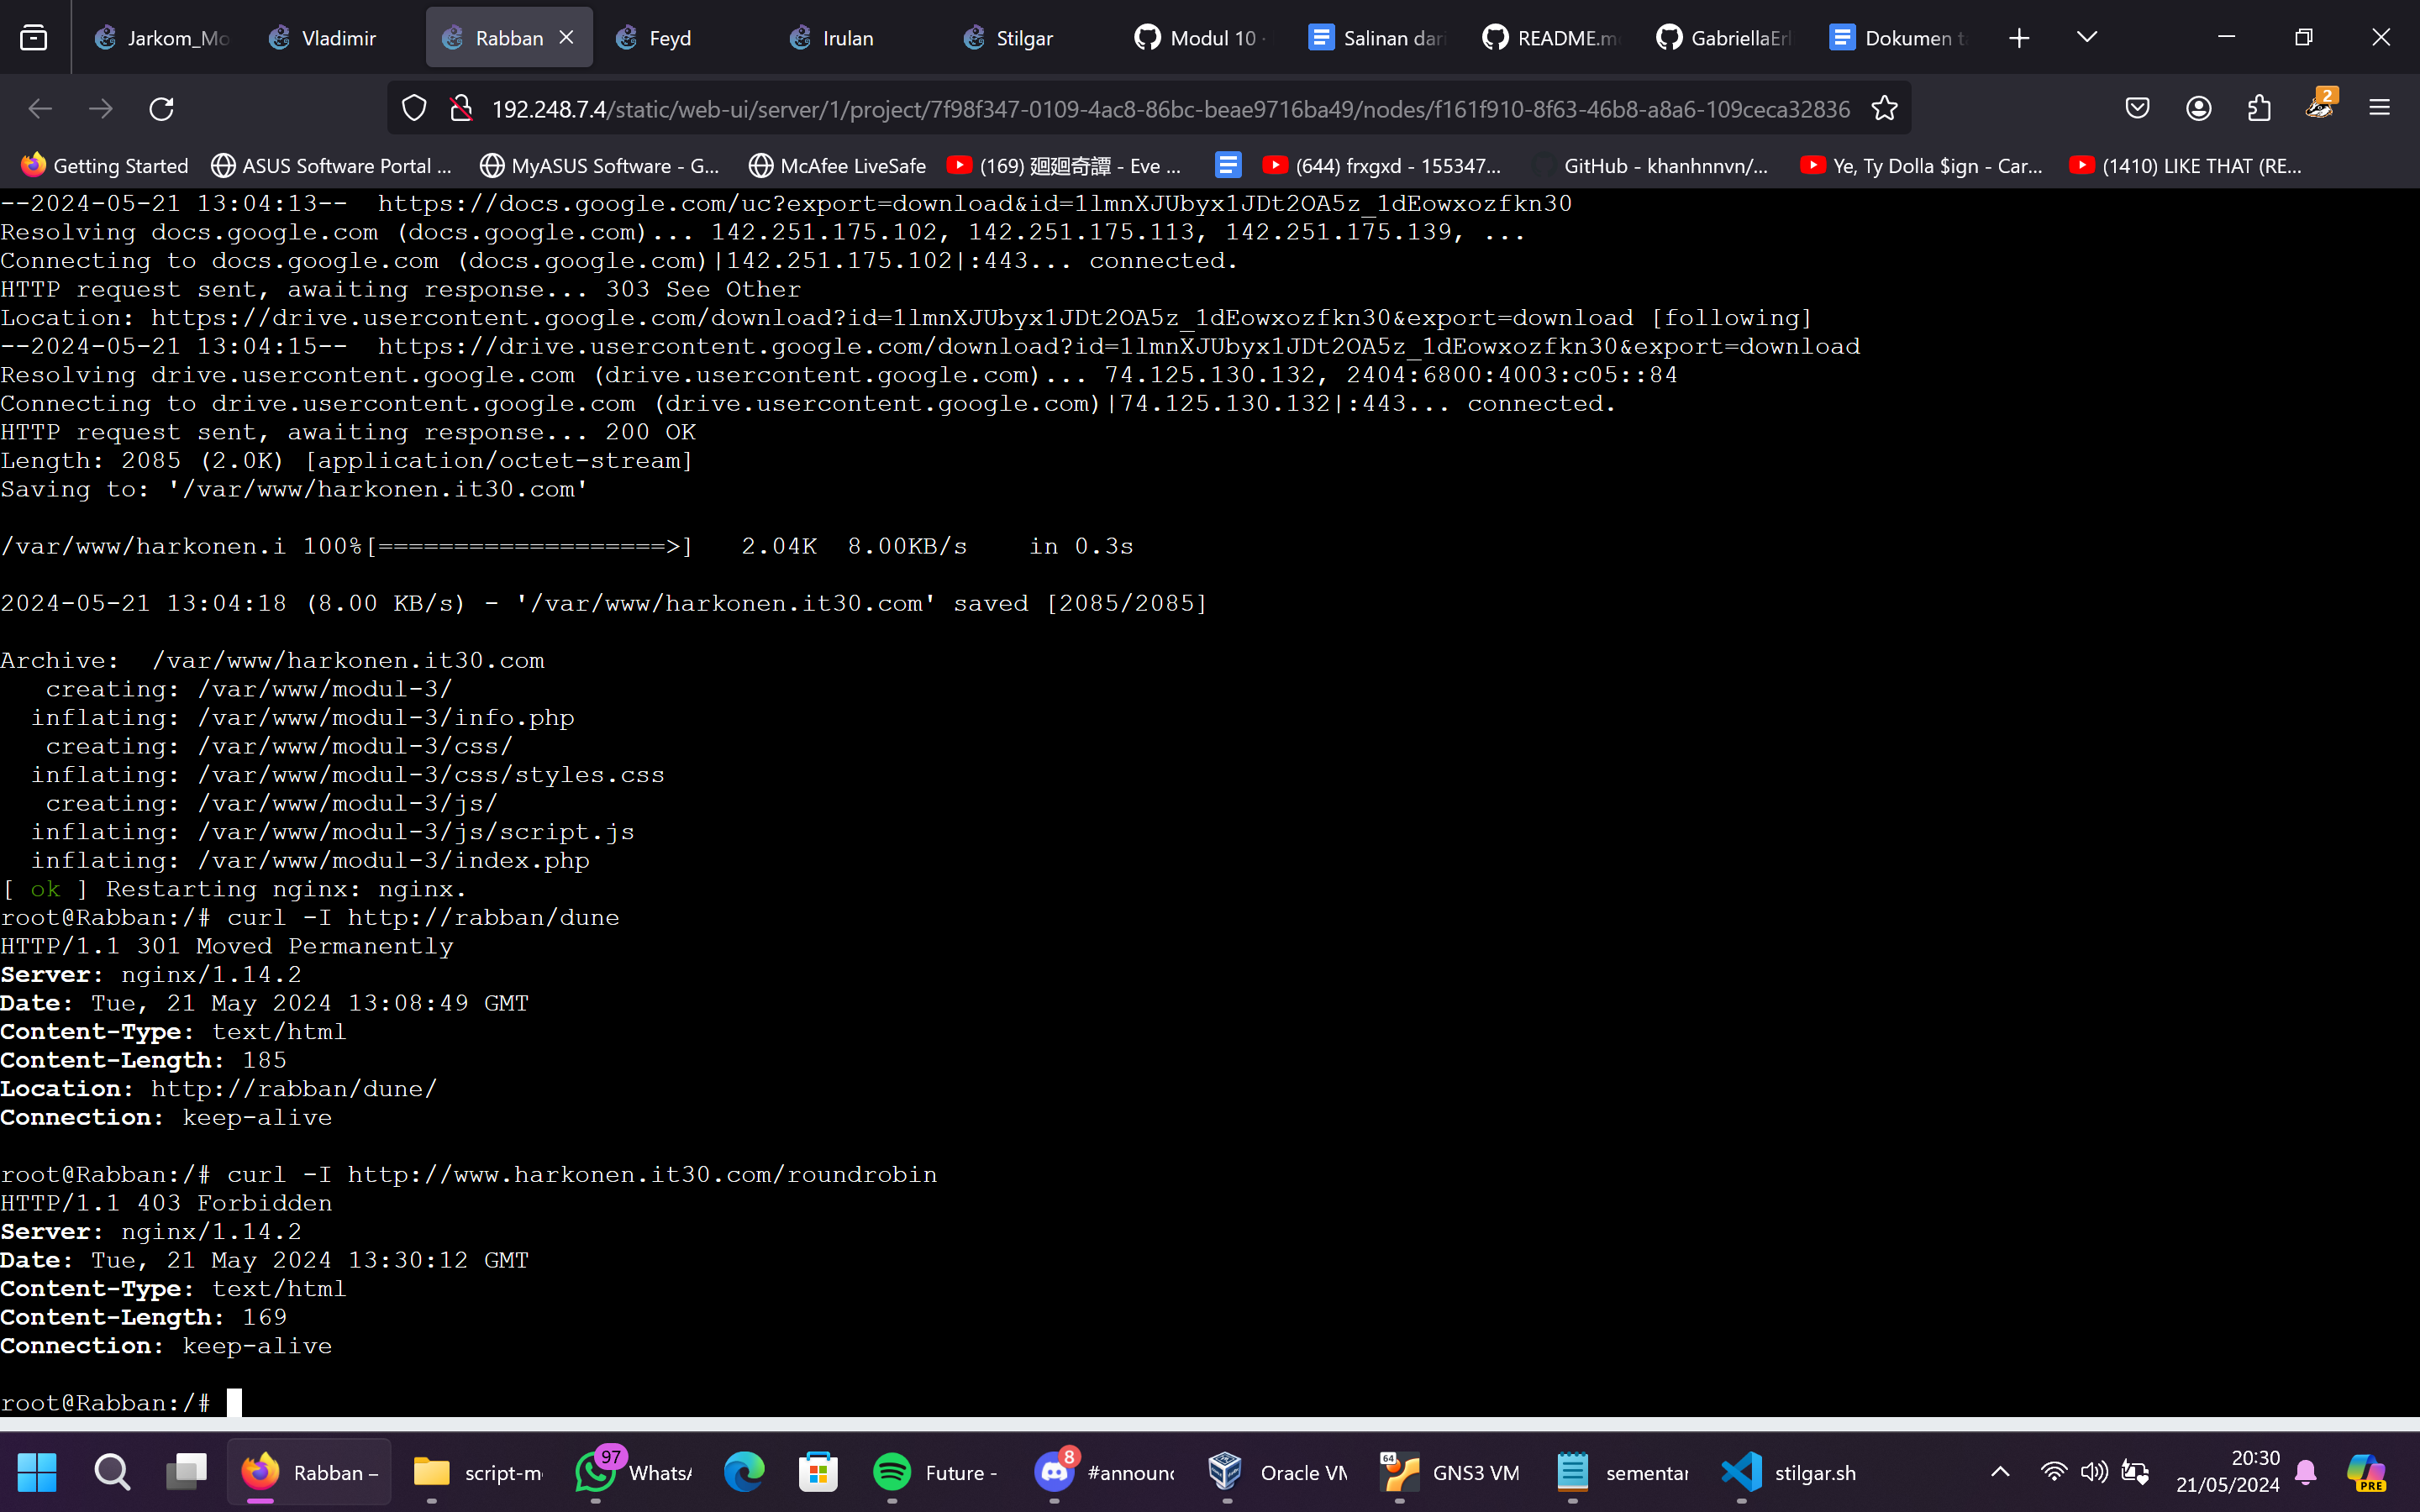 Jarkom_Mo
Vladimir
Rabban
Feyd
Irulan
Stilgar
Modul 10 ·
Salinan dari
README.m
GabriellaErl
Dokumen ta
192.248.7.4/static/web-ui/server/1/project/7f98f347-0109-4ac8-86bc-beae9716ba49/nodes/f161f910-8f63-46b8-a8a6-109ceca32836
2
Getting Started
ASUS Software Portal ...
MyASUS Software - G...
McAfee LiveSafe
(169) 廻廻奇譚 - Eve ...
(644) frxgxd - 155347...
GitHub - khanhnnvn/...
Ye, Ty Dolla $ign - Car...
(1410) LIKE THAT (RE...
--2024-05-21 13:04:13--  https://docs.google.com/uc?export=download&id=1lmnXJUbyx1JDt2OA5z_1dEowxozfkn30
Resolving docs.google.com (docs.google.com)... 142.251.175.102, 142.251.175.113, 142.251.175.139, ...
Connecting to docs.google.com (docs.google.com)|142.251.175.102|:443... connected.
HTTP request sent, awaiting response... 303 See Other
Location: https://drive.usercontent.google.com/download?id=1lmnXJUbyx1JDt2OA5z_1dEowxozfkn30&export=download [following]
--2024-05-21 13:04:15--  https://drive.usercontent.google.com/download?id=1lmnXJUbyx1JDt2OA5z_1dEowxozfkn30&export=download
Resolving drive.usercontent.google.com (drive.usercontent.google.com)... 74.125.130.132, 2404:6800:4003:c05::84
Connecting to drive.usercontent.google.com (drive.usercontent.google.com)|74.125.130.132|:443... connected.
HTTP request sent, awaiting response... 200 OK
Length: 2085 (2.0K) [application/octet-stream]
Saving to: '/var/www/harkonen.it30.com'
/var/www/harkonen.i 100%[===================>]   2.04K  8.00KB/s    in 0.3s
2024-05-21 13:04:18 (8.00 KB/s) - '/var/www/harkonen.it30.com' saved [2085/2085]
Archive:  /var/www/harkonen.it30.com
   creating: /var/www/modul-3/
  inflating: /var/www/modul-3/info.php
   creating: /var/www/modul-3/css/
  inflating: /var/www/modul-3/css/styles.css
   creating: /var/www/modul-3/js/
  inflating: /var/www/modul-3/js/script.js
  inflating: /var/www/modul-3/index.php
[ ok ] Restarting nginx: nginx.
root@Rabban:/# curl -I http://rabban/dune
HTTP/1.1 301 Moved Permanently
Server: nginx/1.14.2
Date: Tue, 21 May 2024 13:08:49 GMT
Content-Type: text/html
Content-Length: 185
Location: http://rabban/dune/
Connection: keep-alive
root@Rabban:/# curl -I http://www.harkonen.it30.com/roundrobin
HTTP/1.1 403 Forbidden
Server: nginx/1.14.2
Date: Tue, 21 May 2024 13:30:12 GMT
Content-Type: text/html
Content-Length: 169
Connection: keep-alive
root@Rabban:/#
Rabban –
script-m
97
WhatsA
Future -
8
#announc
Oracle VM
64
GNS3 VM
sementar
stilgar.sh
20:30
21/05/2024
PRE